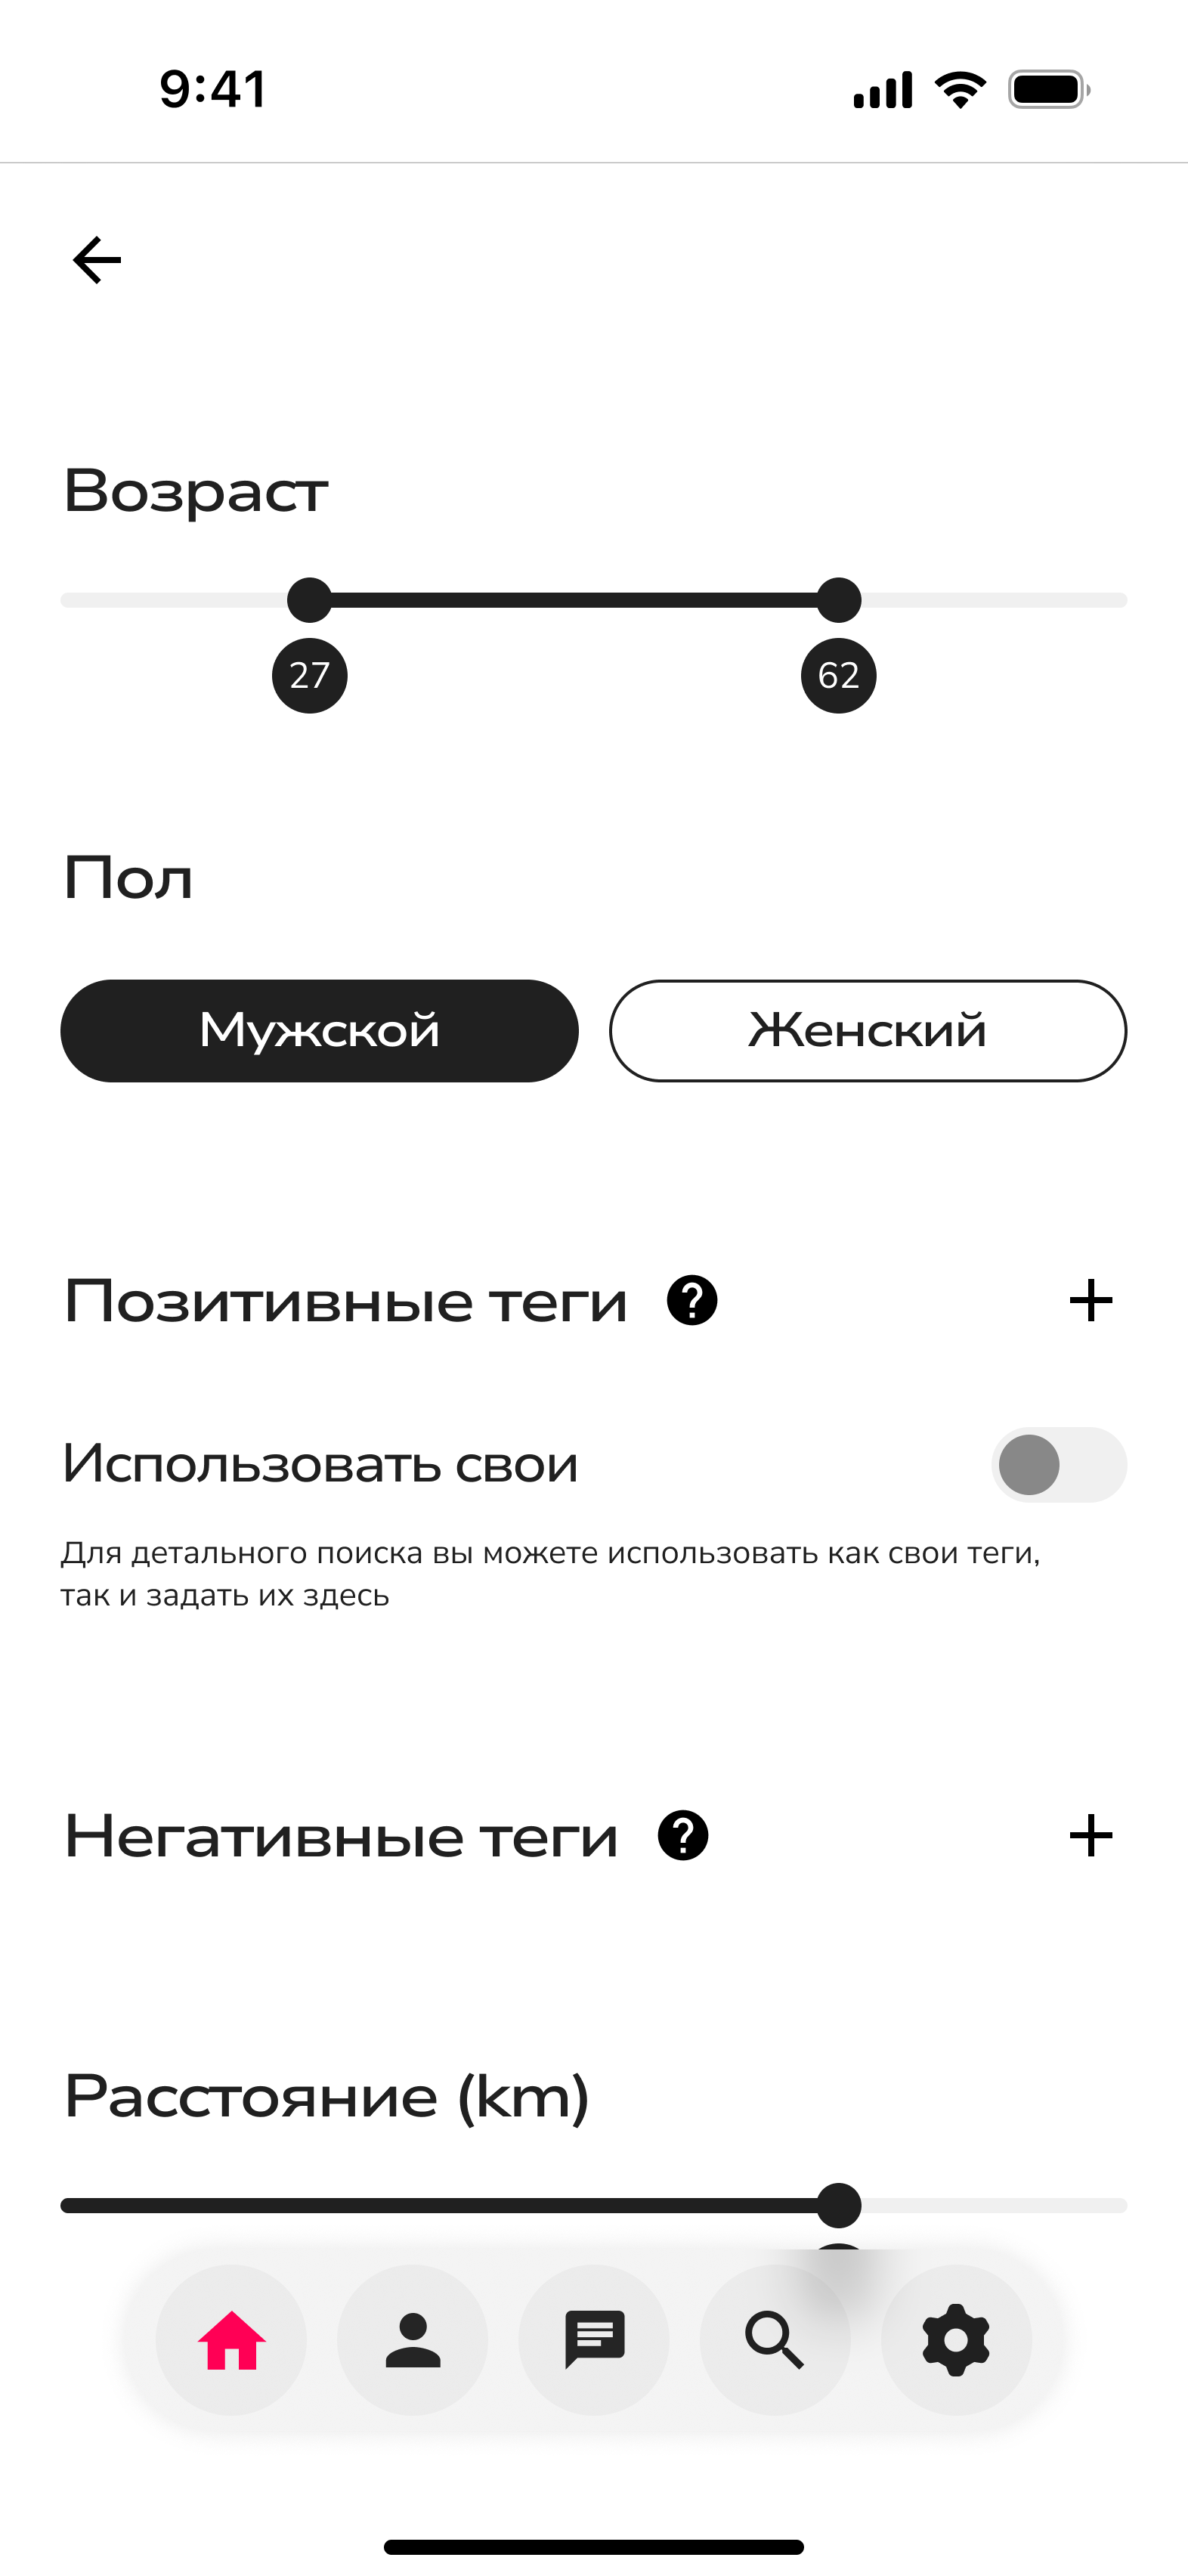 9:41
Возраст
27 62
Пол
Мужской Женский
Позитивные теги
Использовать свои
Для детального поиска вы можете использовать как свои теги,
так и задать их здесь
Негативные теги
Расстояние (km)